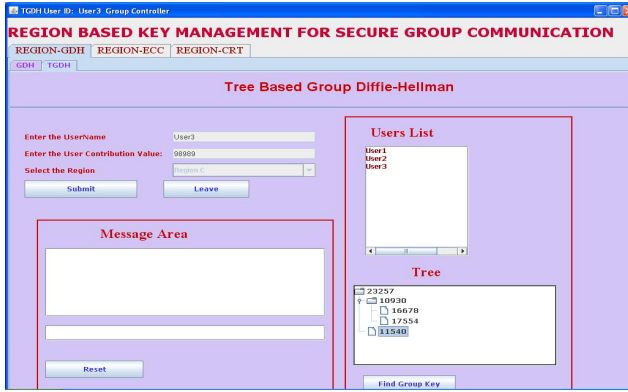 TGDH User ID: User3 Group Controller
REGION BASED KEY MANAGEMENT FOR SECURE GROUP COMMUNICATION
REGION-GDH REGION-ECC REGION-CRT
GDH TGDH
Tree Based Group Diffie-Hellman
Enter the UserName User3
Enter the User Contribution Value: 98989
Select the Region Region C
Submit Leave
Message Area
Reset
Users List
User1
User2
User3
Tree
23257
10930
16678
17554
11540
Find Group Key